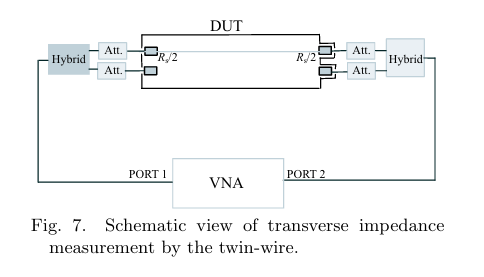 DUT
Hybrid
Att.
Att.
Rs/2
Rs/2
Att.
Att.
Hybrid
PORT 1
VNA
PORT 2
Fig. 7. Schematic view of transverse impedance
measurement by the twin-wire.